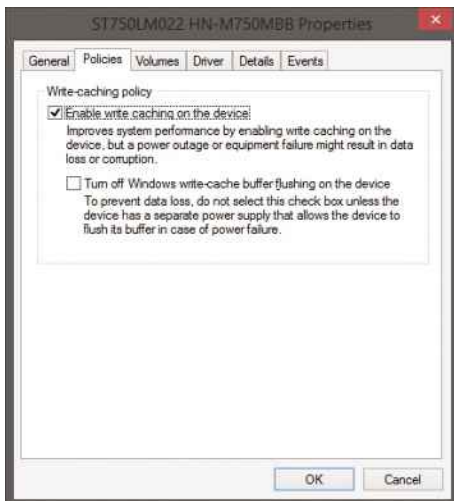 ST750LM022 HN-M750MBB Properties
General Policies Volumes Driver Details Events
Write-caching policy
Enable write caching on the device
Improves system performance by enabling write caching on the
device, but a power outage or equipment failure might result in data
loss or corruption.
Turn off Windows write-cache buffer flushing on the device
To prevent data loss, do not select this check box unless the
device has a separate power supply that allows the device to
flush its buffer in case of power failure.
OK Cancel